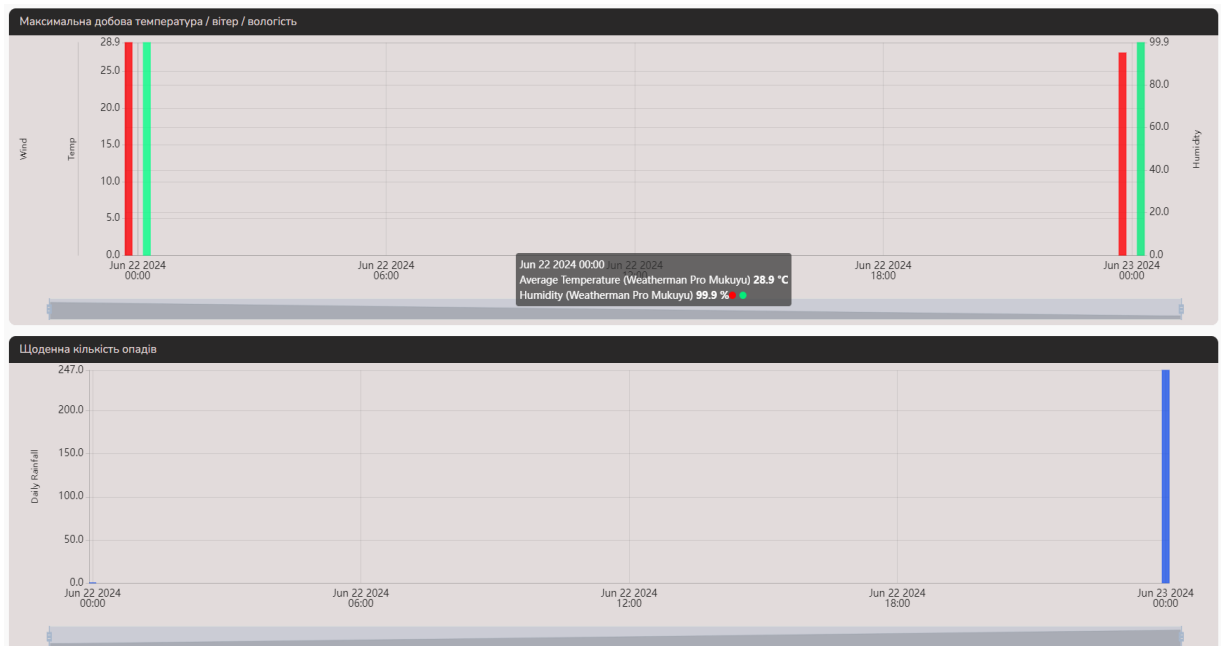 Максимальна добова температура / вітер / вологість
28.9
25.0
20.0
15.0
10.0
5.0
0.0
Wind
Temp
99.9
80.0
60.0
40.0
20.0
0.0
Humidity
Jun 22 2024
00:00
Jun 22 2024
06:00
Jun 22 2024
12:00
Jun 22 2024
18:00
Jun 23 2024
00:00
Jun 22 2024 00:00
Average Temperature (Weatherman Pro Mukuyu) 28.9 °C
Humidity (Weatherman Pro Mukuyu) 99.9 %
Щоденна кількість опадів
247.0
200.0
150.0
100.0
50.0
0.0
Daily Rainfall
Jun 22 2024
00:00
Jun 22 2024
06:00
Jun 22 2024
12:00
Jun 22 2024
18:00
Jun 23 2024
00:00